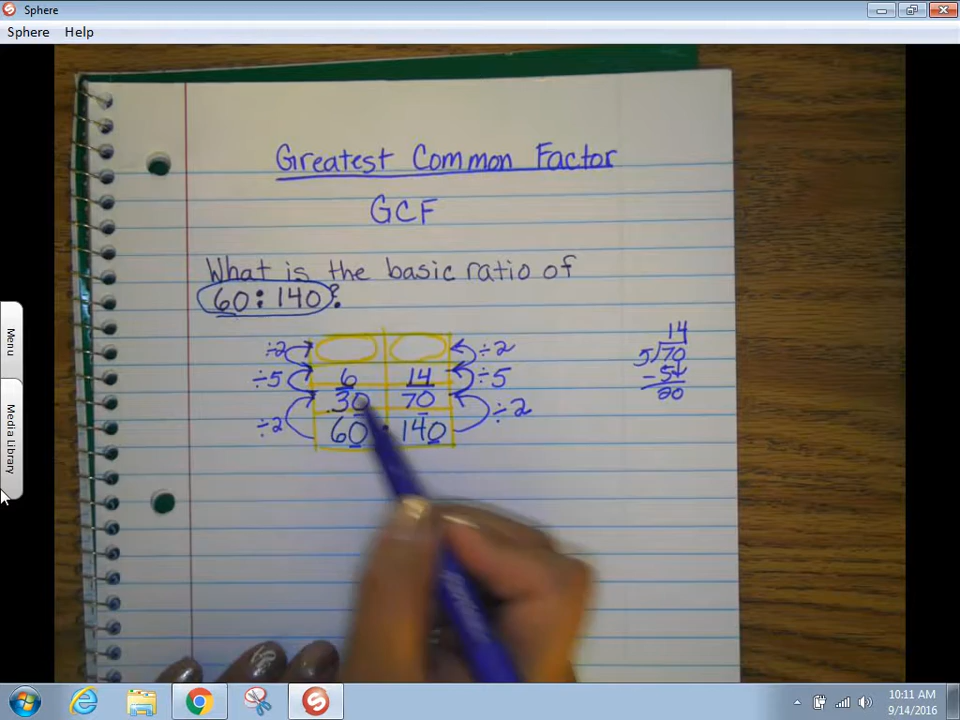 Sphere
Sphere Help
Greatest Common Factor
GCF
What is the basic ratio of
60:140?
÷2 ÷2
÷5 6 14 ÷5
30 70
÷2 60 : 140 ÷2
14
5√70
Menu
Media Library
10:11 AM
9/14/2016